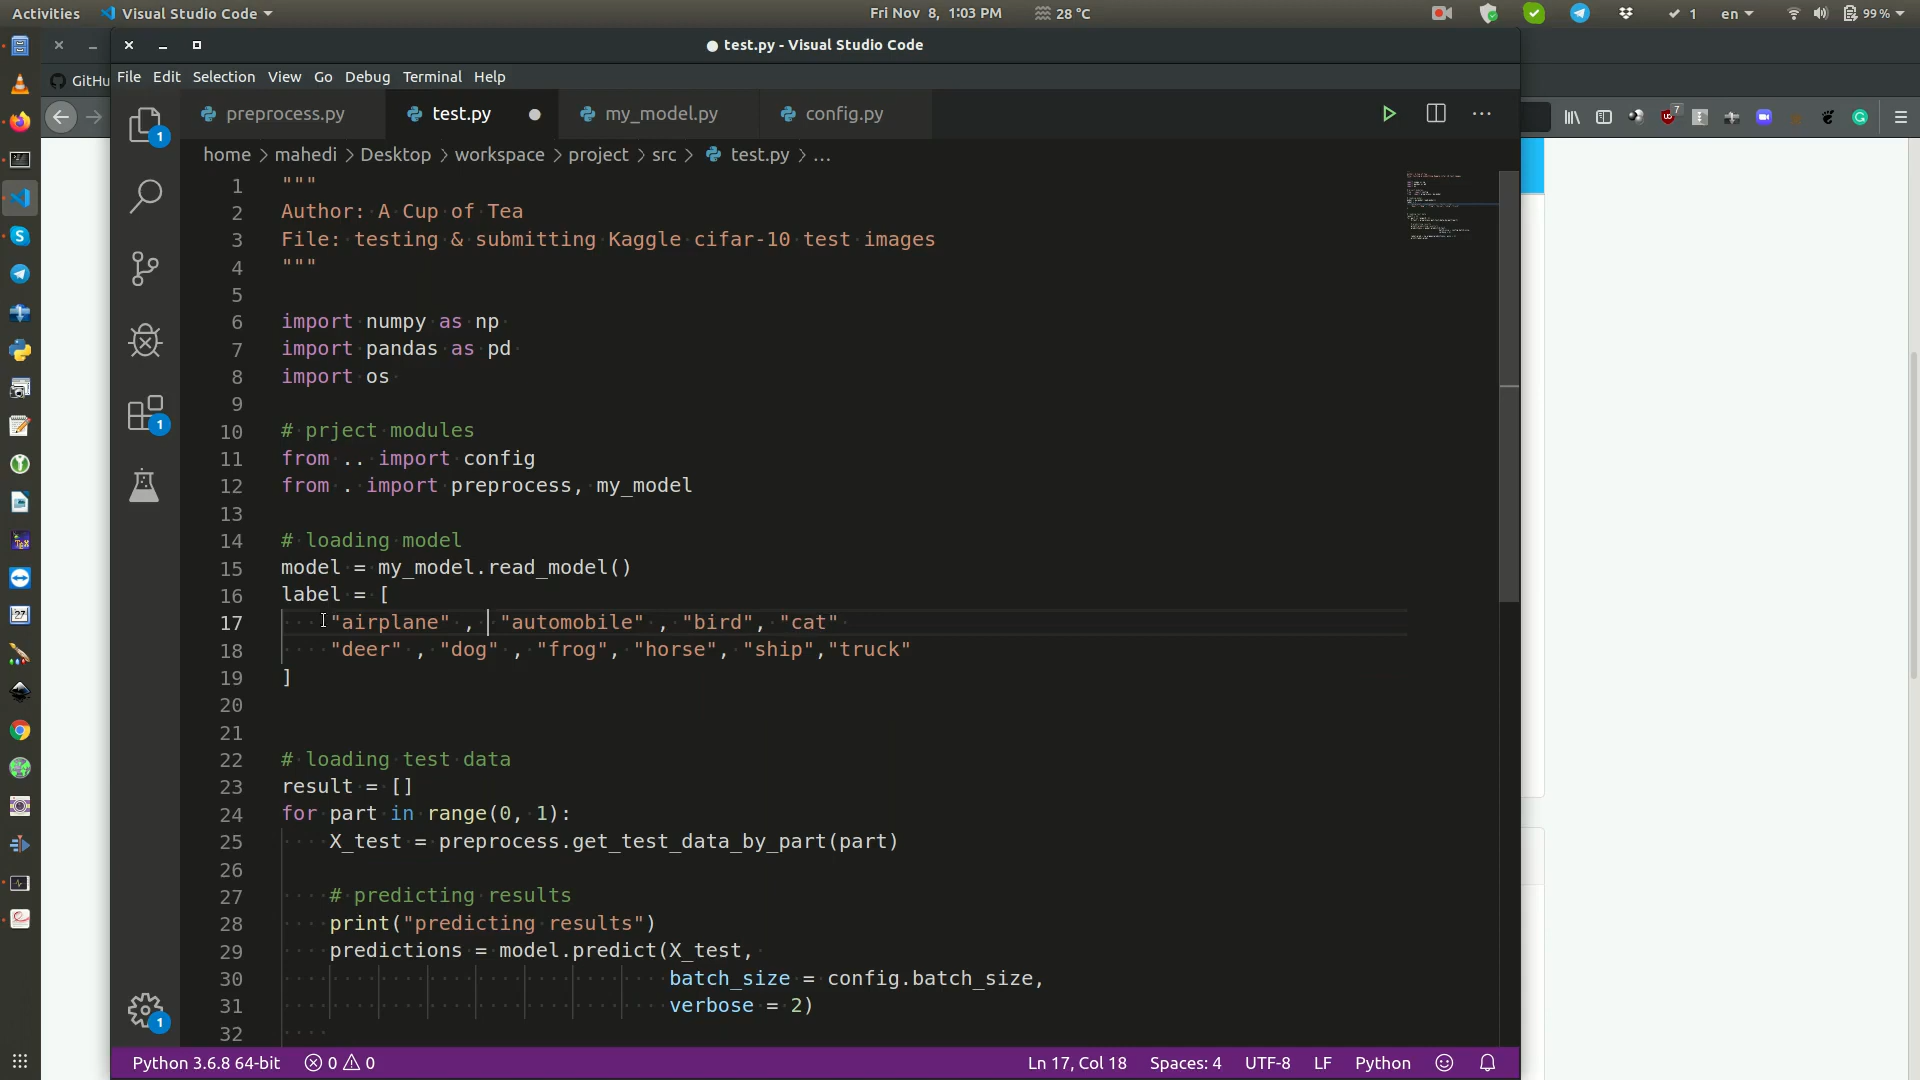 Activities Visual Studio Code Fri Nov 8, 1:03 PM 28 °C 1 en 99 %
● test.py - Visual Studio Code
GitHu
File Edit Selection View Go Debug Terminal Help
preprocess.py test.py my_model.py config.py
home > mahedi > Desktop > workspace > project > src > test.py > ...
1 """
2 Author: A Cup of Tea
3 File: testing & submitting Kaggle cifar-10 test images
4 """
5
6 import numpy as np
7 import pandas as pd
8 import os
9
10 # prject modules
11 from .. import config
12 from . import preprocess, my_model
13
14 # loading model
15 model = my_model.read_model()
16 label = [
17 "airplane" , "automobile" , "bird", "cat"
18 "deer" , "dog" , "frog", "horse", "ship","truck"
19 ]
20
21
22 # loading test data
23 result = []
24 for part in range(0, 1):
25 X_test = preprocess.get_test_data_by_part(part)
26
27 # predicting results
28 print("predicting results")
29 predictions = model.predict(X_test,
30 batch_size = config.batch_size,
31 verbose = 2)
32
Python 3.6.8 64-bit 0 0 Ln 17, Col 18 Spaces: 4 UTF-8 LF Python